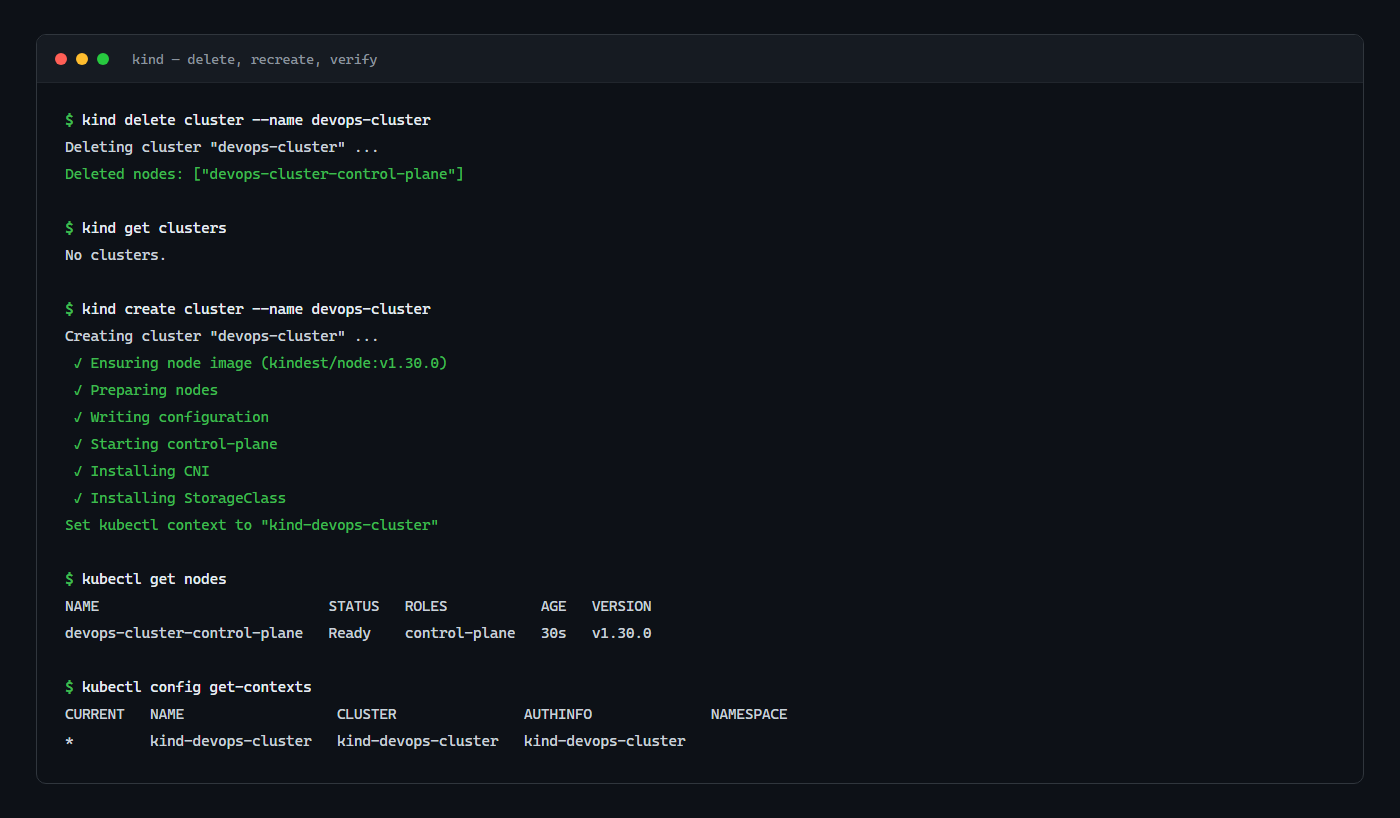 kind — delete, recreate, verify
$ kind delete cluster --name devops-cluster
Deleting cluster "devops-cluster" ...
Deleted nodes: ["devops-cluster-control-plane"]
$ kind get clusters
No clusters.
$ kind create cluster --name devops-cluster
Creating cluster "devops-cluster" ...
✓ Ensuring node image (kindest/node:v1.30.0)
✓ Preparing nodes
✓ Writing configuration
✓ Starting control-plane
✓ Installing CNI
✓ Installing StorageClass
Set kubectl context to "kind-devops-cluster"
$ kubectl get nodes
NAME                           STATUS   ROLES           AGE   VERSION
devops-cluster-control-plane   Ready    control-plane   30s   v1.30.0
$ kubectl config get-contexts
CURRENT   NAME                  CLUSTER               AUTHINFO              NAMESPACE
*         kind-devops-cluster   kind-devops-cluster   kind-devops-cluster